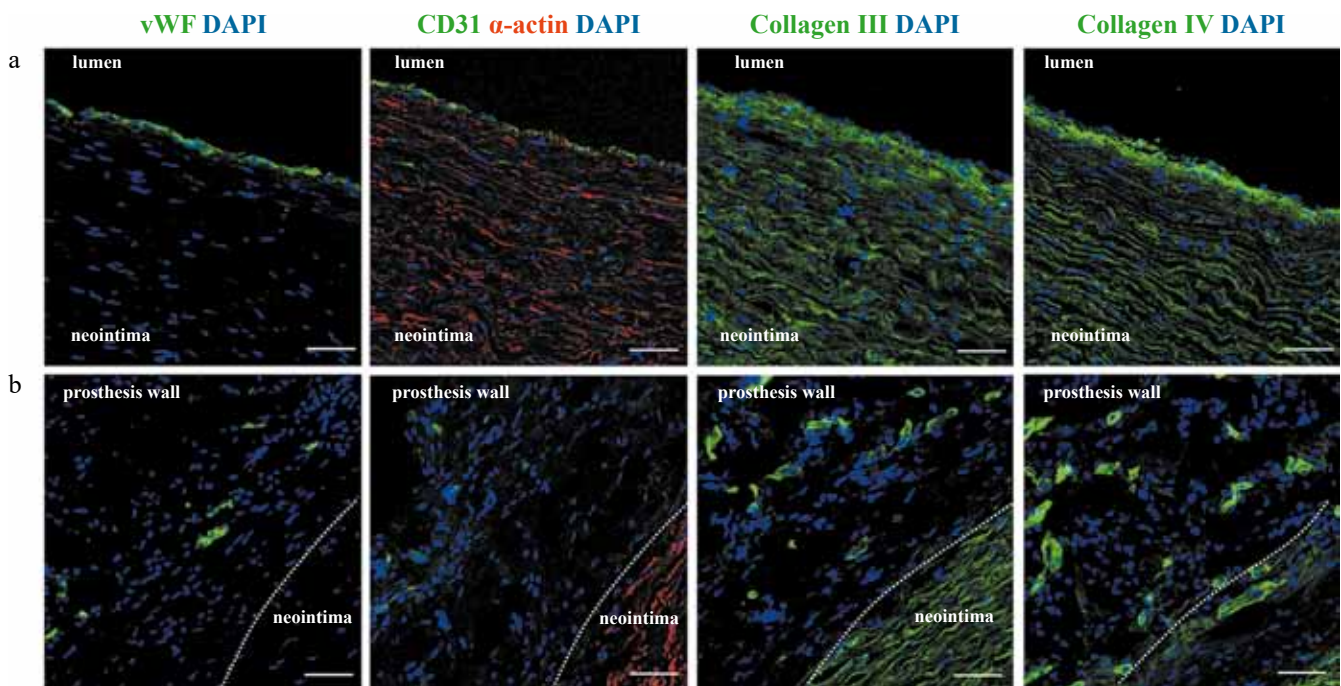 vWF DAPI CD31 α-actin DAPI Collagen III DAPI Collagen IV DAPI
a lumen lumen lumen lumen
neointima neointima neointima neointima
b prosthesis wall prosthesis wall prosthesis wall prosthesis wall
neointima neointima neointima